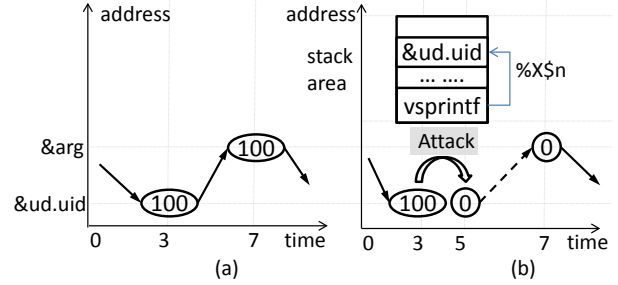 address
&arg
&ud.uid
100
100
0
3
7
time
(a)
address
stack
area
&ud.uid
... ....
vsprintf
%X$n
Attack
100
0
0
0
3
5
7
time
(b)